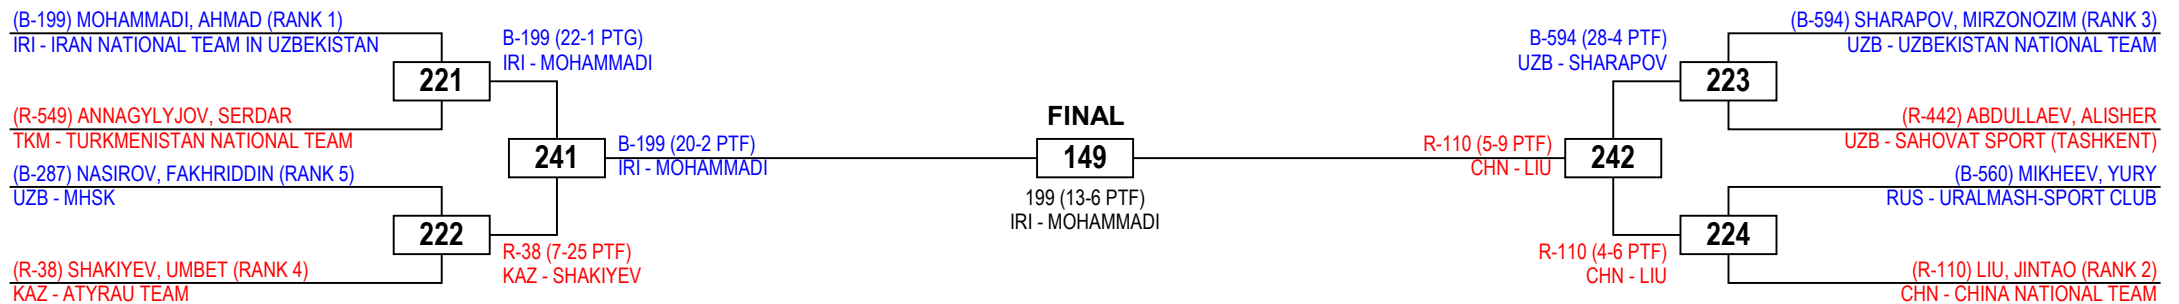 (B-199) MOHAMMADI, AHMAD (RANK 1)
IRI - IRAN NATIONAL TEAM IN UZBEKISTAN
221
(R-549) ANNAGYLYJOV, SERDAR
TKM - TURKMENISTAN NATIONAL TEAM
(B-287) NASIROV, FAKHRIDDIN (RANK 5)
UZB - MHSK
222
(R-38) SHAKIYEV, UMBET (RANK 4)
KAZ - ATYRAU TEAM
B-199 (22-1 PTG)
IRI - MOHAMMADI
241
R-38 (7-25 PTF)
KAZ - SHAKIYEV
B-199 (20-2 PTF)
IRI - MOHAMMADI
FINAL
149
199 (13-6 PTF)
IRI - MOHAMMADI
R-110 (5-9 PTF)
CHN - LIU
B-594 (28-4 PTF)
UZB - SHARAPOV
242
R-110 (4-6 PTF)
CHN - LIU
(B-594) SHARAPOV, MIRZONOZIM (RANK 3)
UZB - UZBEKISTAN NATIONAL TEAM
223
(R-442) ABDULLAEV, ALISHER
UZB - SAHOVAT SPORT (TASHKENT)
(B-560) MIKHEEV, YURY
RUS - URALMASH-SPORT CLUB
224
(R-110) LIU, JINTAO (RANK 2)
CHN - CHINA NATIONAL TEAM